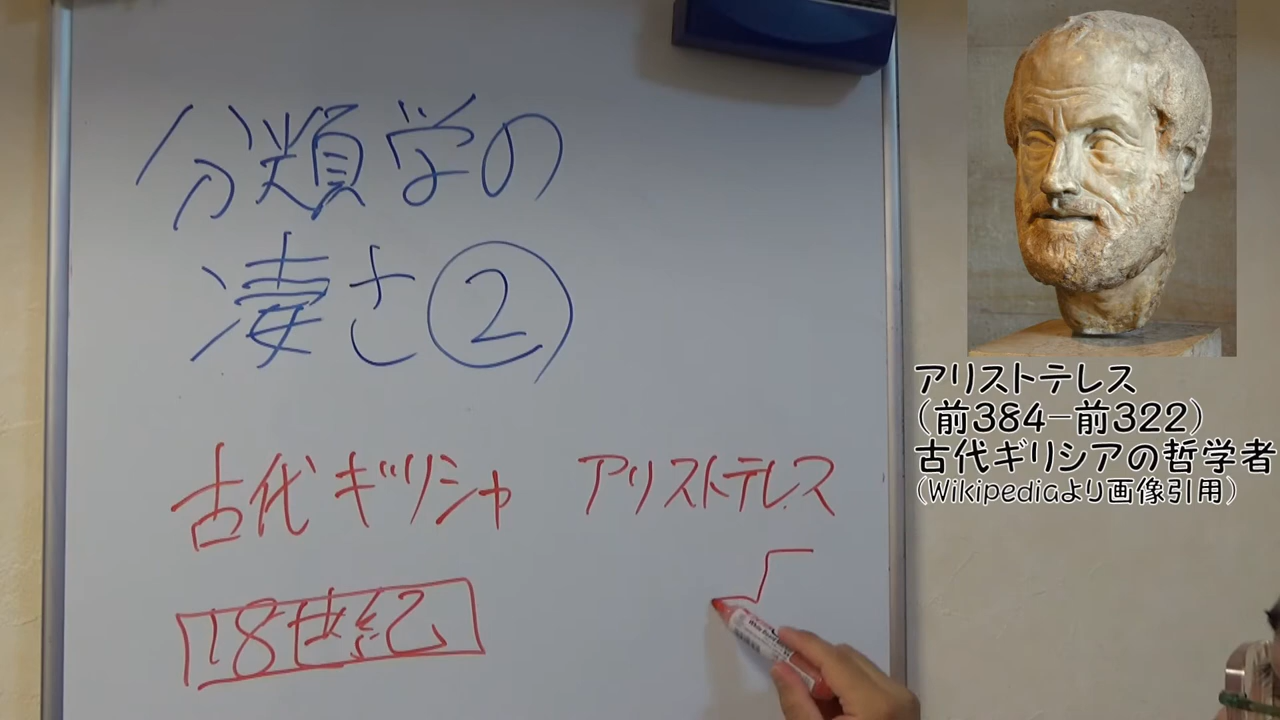 分類学の
凄さ②
古代ギリシャ アリストテレス
18世紀
アリストテレス
(前384-前322)
古代ギリシアの哲学者
(Wikipediaより画像引用)